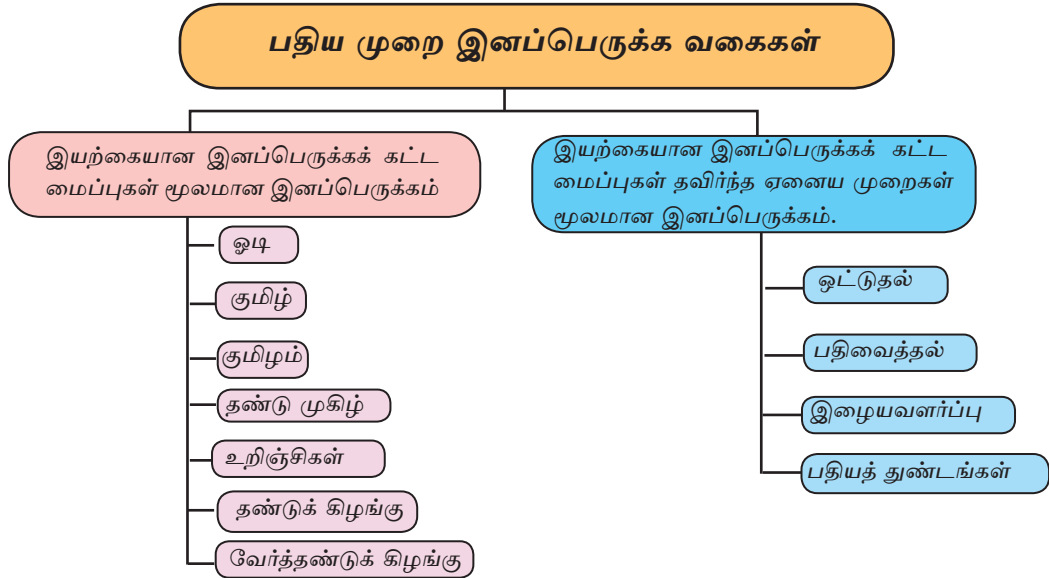 பதிய முறை இனப்பெருக்க வகைகள்
இயற்கையான இனப்பெருக்கக் கட்ட
மைப்புகள் மூலமான இனப்பெருக்கம்
ஓடி
குமிழ்
குமிழம்
தண்டு முகிழ்
உறிஞ்சிகள்
தண்டுக் கிழங்கு
வேர்த்தண்டுக் கிழங்கு
இயற்கையான இனப்பெருக்கக் கட்ட
மைப்புகள் தவிர்ந்த ஏனைய முறைகள்
மூலமான இனப்பெருக்கம்.
ஒட்டுதல்
பதிவைத்தல்
இழையவளர்ப்பு
பதியத் துண்டங்கள்